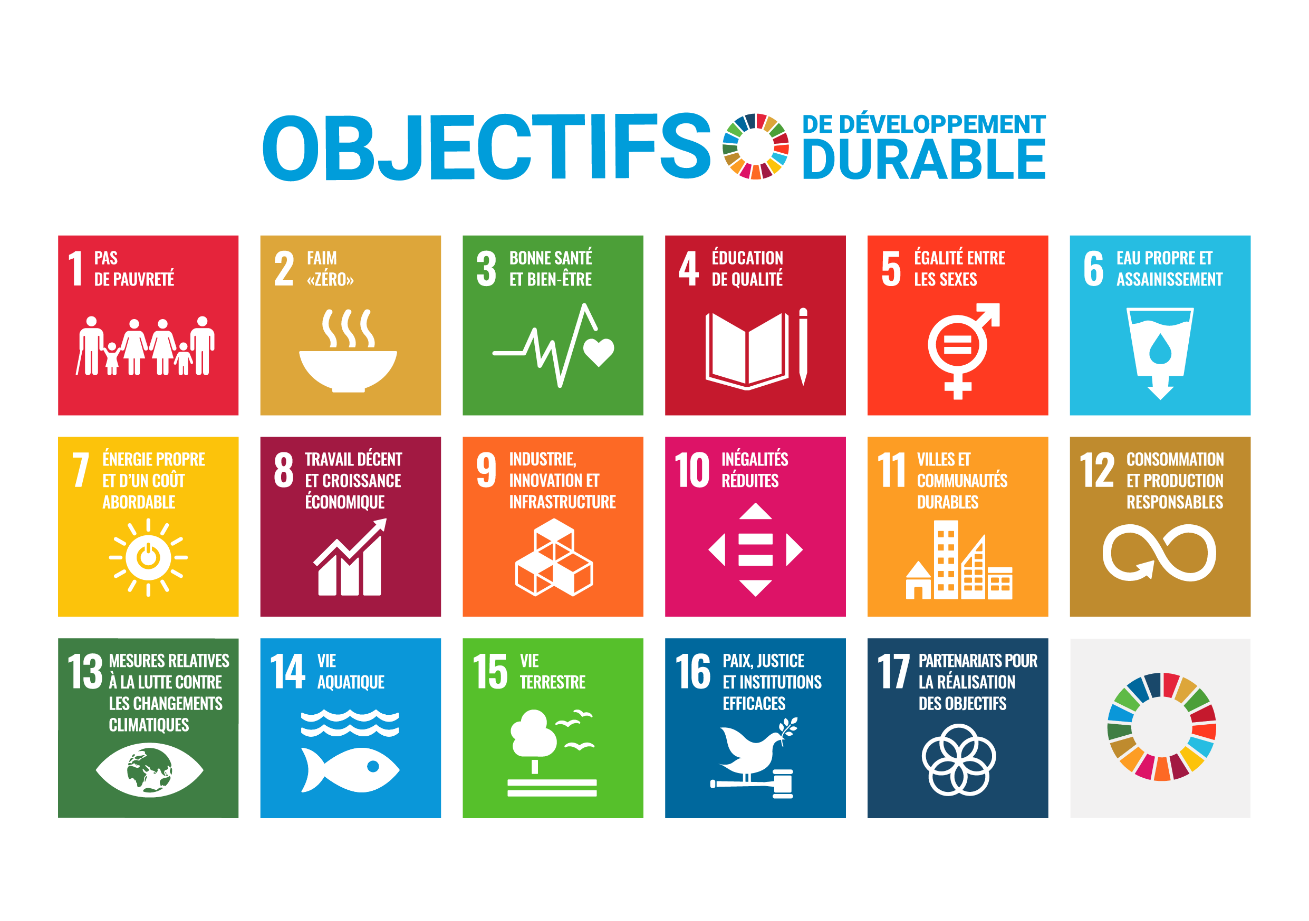 OBJECTIFS
DE DÉVELOPPEMENT
DURABLE
1 PAS
DE PAUVRETÉ
2 FAIM
«ZÉRO»
3 BONNE SANTÉ
ET BIEN-ÊTRE
4 ÉDUCATION
DE QUALITÉ
5 ÉGALITÉ ENTRE
LES SEXES
6 EAU PROPRE ET
ASSAINISSEMENT
7 ÉNERGIE PROPRE
ET D'UN COÛT
ABORDABLE
8 TRAVAIL DÉCENT
ET CROISSANCE
ÉCONOMIQUE
9 INDUSTRIE,
INNOVATION ET
INFRASTRUCTURE
10 INÉGALITÉS
RÉDUITES
11 VILLES ET
COMMUNAUTÉS
DURABLES
12 CONSOMMATION
ET PRODUCTION
RESPONSABLES
13 MESURES RELATIVES
À LA LUTTE CONTRE
LES CHANGEMENTS
CLIMATIQUES
14 VIE
AQUATIQUE
15 VIE
TERRESTRE
16 PAIX, JUSTICE
ET INSTITUTIONS
EFFICACES
17 PARTENARIATS POUR
LA RÉALISATION
DES OBJECTIFS